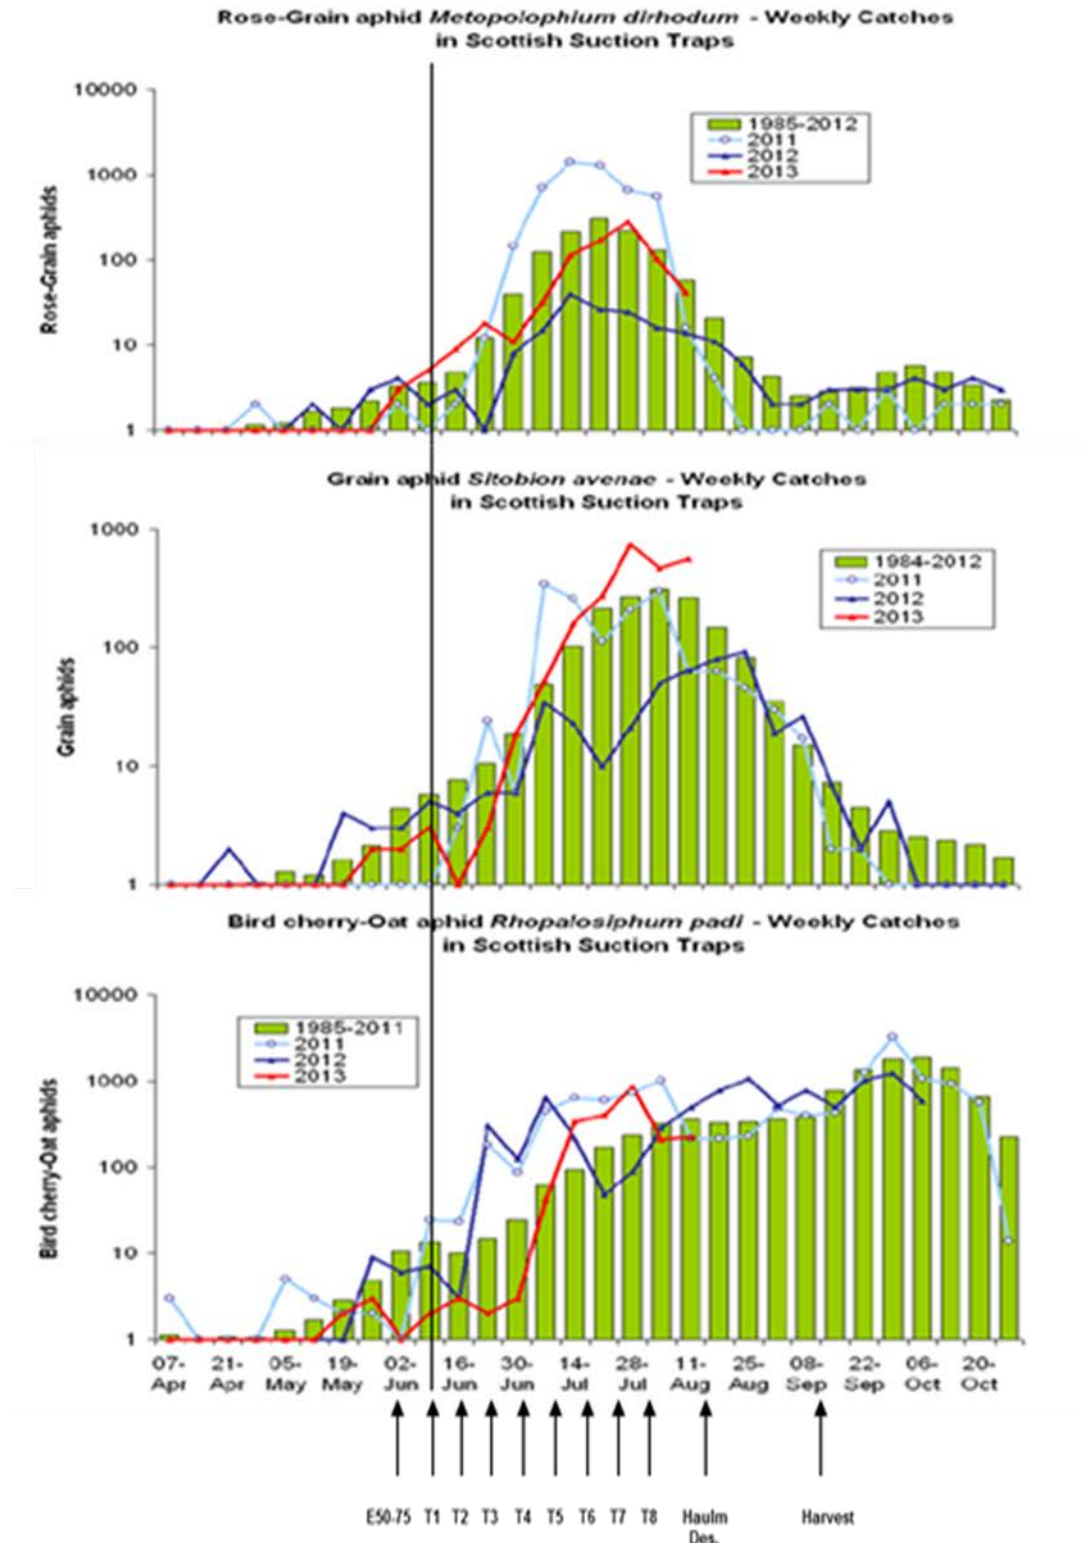 Rose-Grain aphid Metopolophium dirhodum - Weekly Catches
in Scottish Suction Traps
10000
1000
100
10
1
Rose-Grain aphids
1985-2012
2011
2012
2013
Grain aphid Sitobion avenae - Weekly Catches
in Scottish Suction Traps
1000
100
10
1
Grain aphids
1984-2012
2011
2012
2013
Bird cherry-Oat aphid Rhopalosiphum padi - Weekly Catches
in Scottish Suction Traps
10000
1000
100
10
1
Bird cherry-Oat aphids
1985-2011
2011
2012
2013
07- 21- 05- 19- 02- 16- 30- 14- 28- 11- 25- 08- 22- 06- 20-
Apr Apr May May Jun Jun Jun Jul Jul Aug Aug Sep Sep Oct Oct
E50-75 T1 T2 T3 T4 T5 T6 T7 T8 Haulm Harvest
Des.